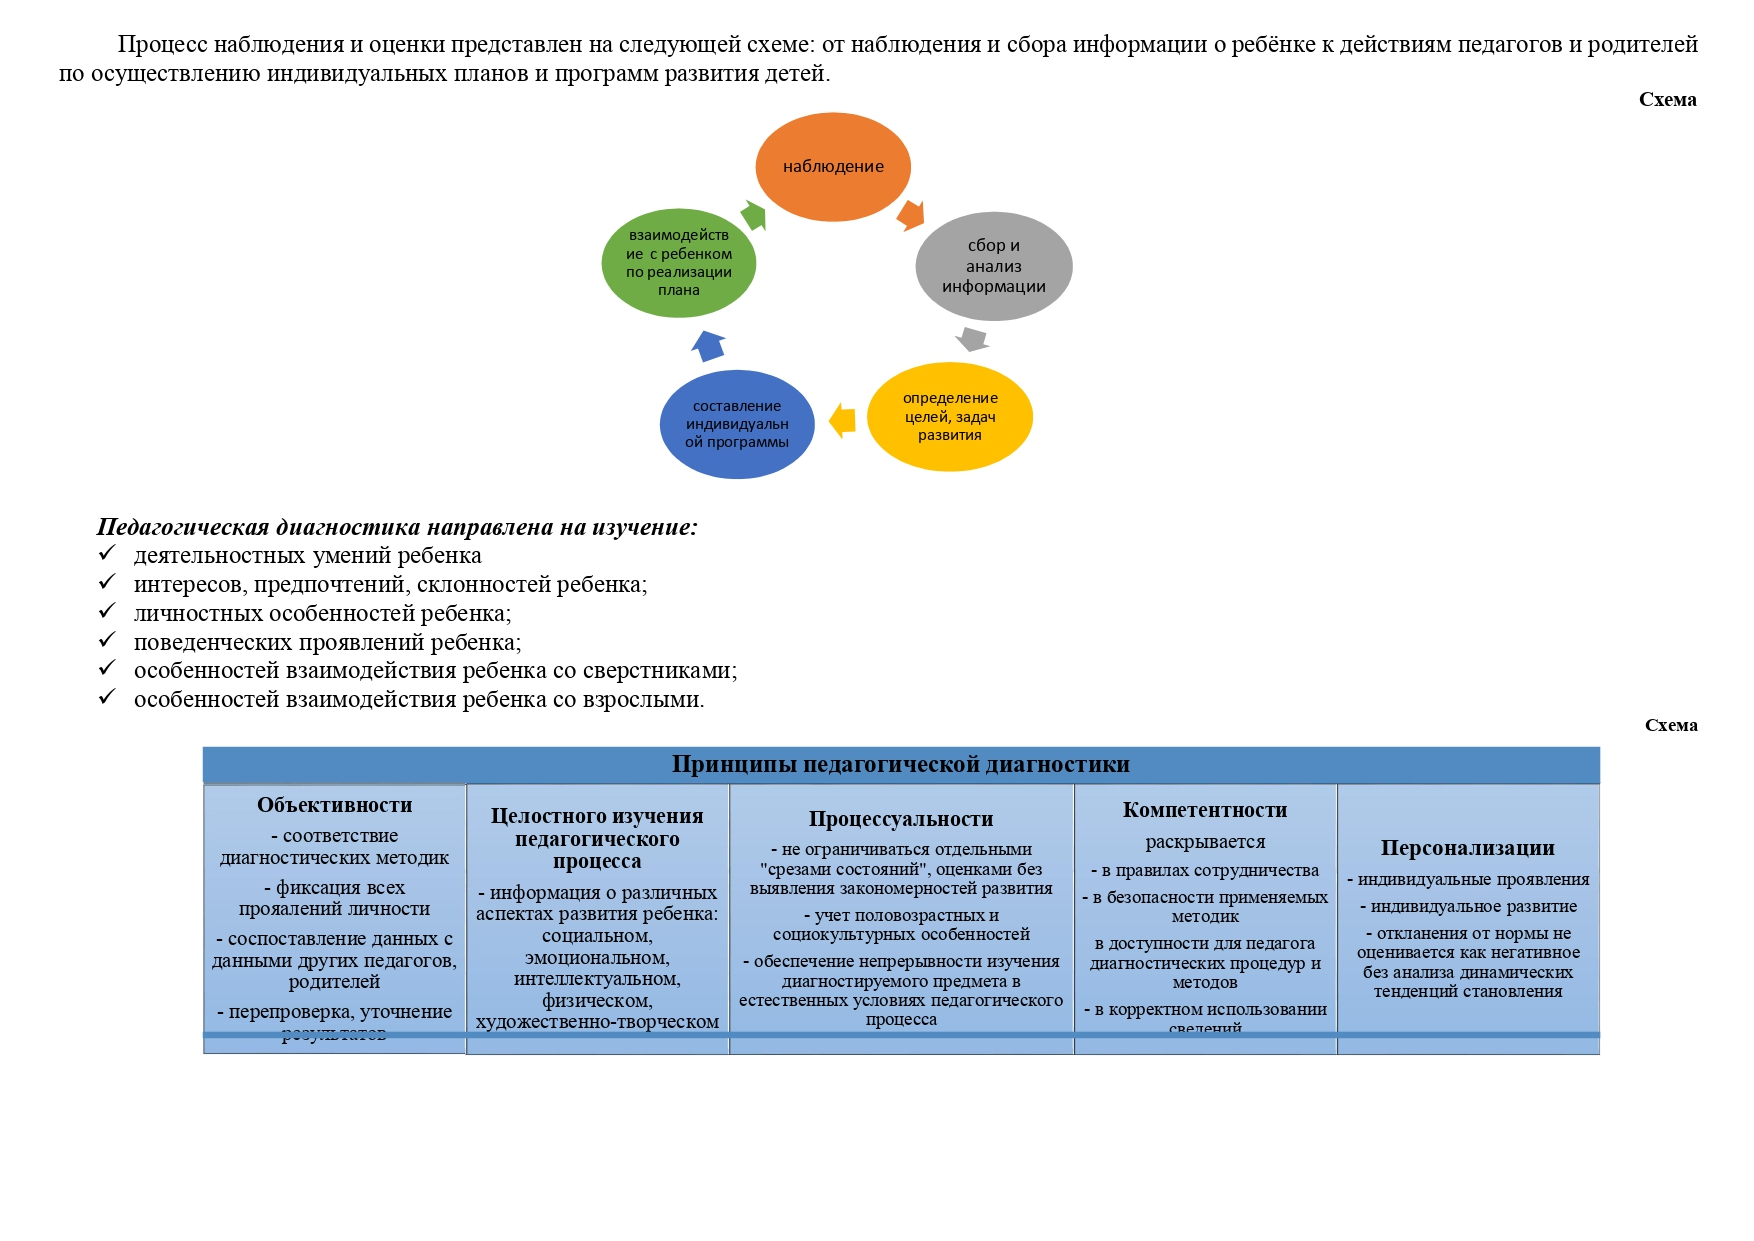 Процесс наблюдения и оценки представлен на следующей схеме: от наблюдения и сбора информации о ребёнке к действиям педагогов и родителей
по осуществлению индивидуальных планов и программ развития детей.
Схема
наблюдение
сбор и
анализ
информации
определение
целей, задач
развития
составление
индивидуальн
ой программы
взаимодейств
ие с ребенком
по реализации
плана
Педагогическая диагностика направлена на изучение:
деятельностных умений ребенка
интересов, предпочтений, склонностей ребенка;
личностных особенностей ребенка;
поведенческих проявлений ребенка;
особенностей взаимодействия ребенка со сверстниками;
особенностей взаимодействия ребенка со взрослыми.
Схема
Принципы педагогической диагностики
Объективности
- соответствие
диагностических методик
- фиксация всех
прояалений личности
- соспоставление данных с
данными других педагогов,
родителей
- перепроверка, уточнение
результатов
Целостного изучения
педагогического
процесса
- информация о различных
аспектах развития ребенка:
социальном,
эмоциональном,
интеллектуальном,
физическом,
художественно-творческом
Процессуальности
- не ограничиваться отдельными
"срезами состояний", оценками без
выявления закономерностей развития
- учет половозрастных и
социокультурных особенностей
- обеспечение непрерывности изучения
диагностируемого предмета в
естественных условиях педагогического
процесса
Компетентности
раскрывается
- в правилах сотрудничества
- в безопасности применяемых
методик
в доступности для педагога
диагностических процедур и
методов
- в корректном использовании
сведений
Персонализации
- индивидуальные проявления
- индивидуальное развитие
- откланения от нормы не
оценивается как негативное
без анализа динамических
тенденций становления